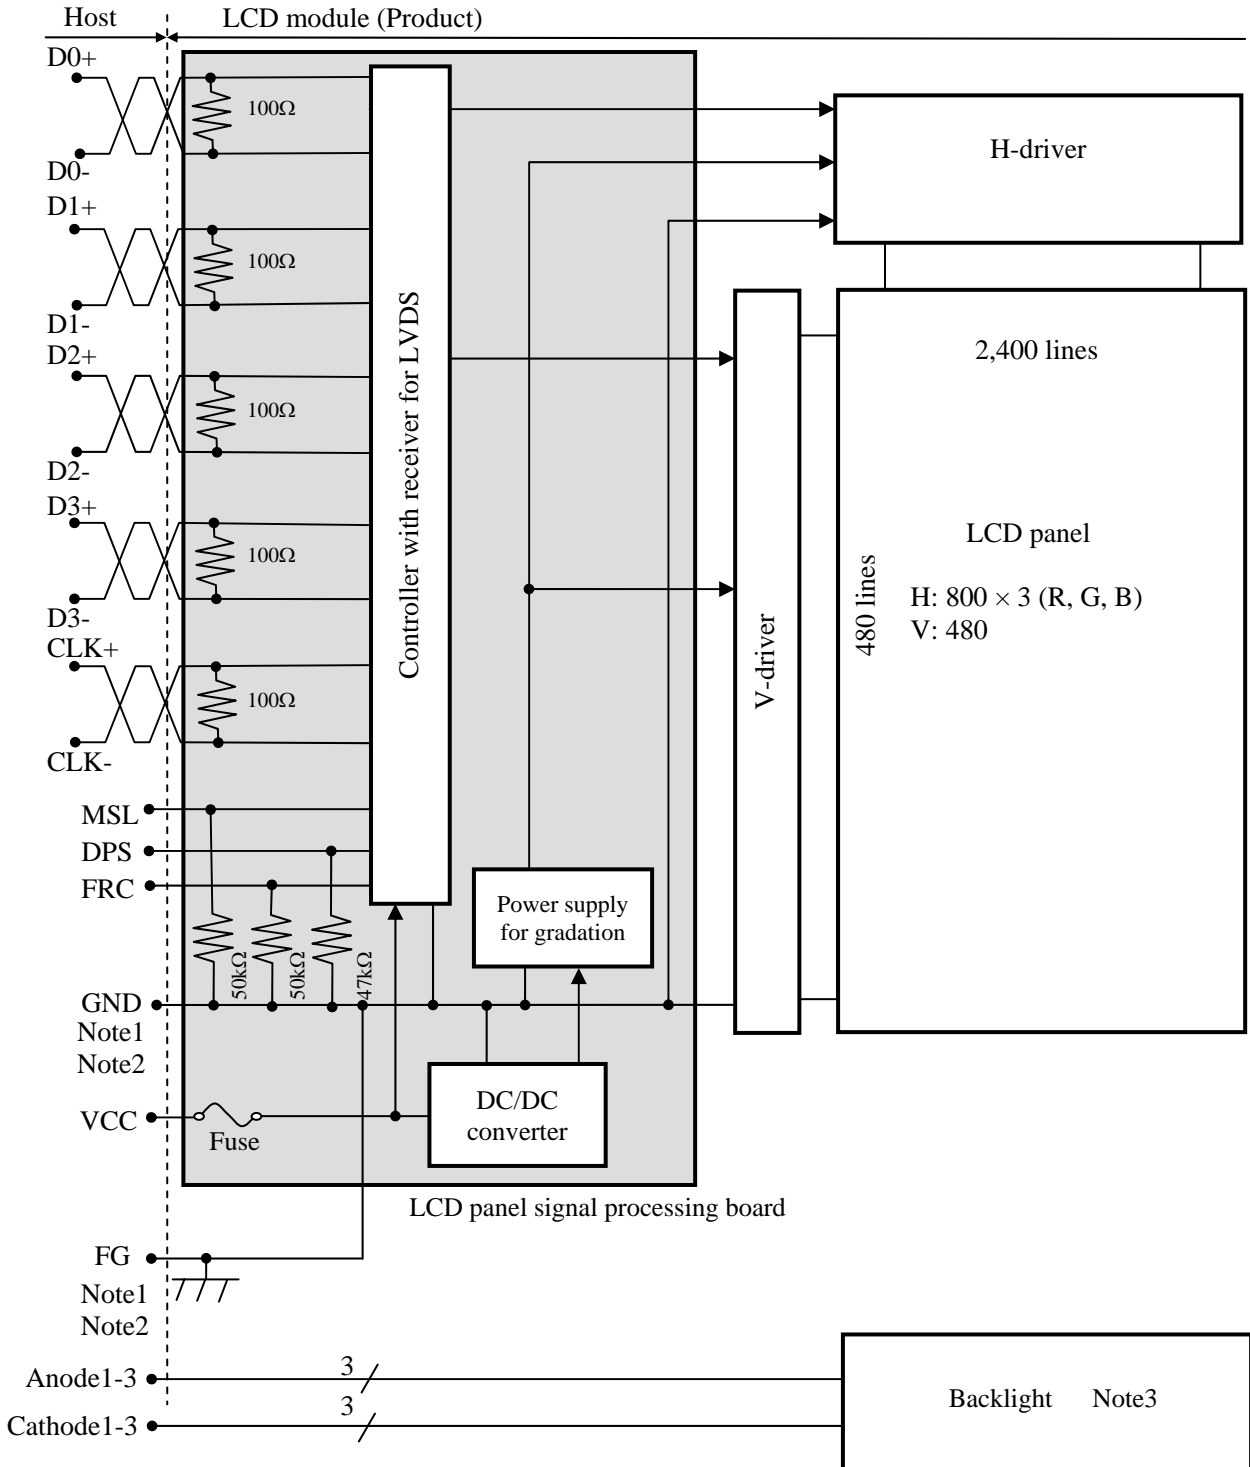 Host
LCD module (Product)
D0+
100Ω
D0-
D1+
100Ω
D1-
D2+
100Ω
D2-
D3+
100Ω
D3-
CLK+
100Ω
CLK-
MSL
DPS
FRC
50kΩ
50kΩ
47kΩ
GND
Note1
Note2
VCC
Fuse
Controller with receiver for LVDS
Power supply
for gradation
DC/DC
converter
LCD panel signal processing board
H-driver
V-driver
2,400 lines
480 lines
LCD panel
H: 800 × 3 (R, G, B)
V: 480
FG
Note1
Note2
Anode1-3
3
Cathode1-3
3
Backlight Note3